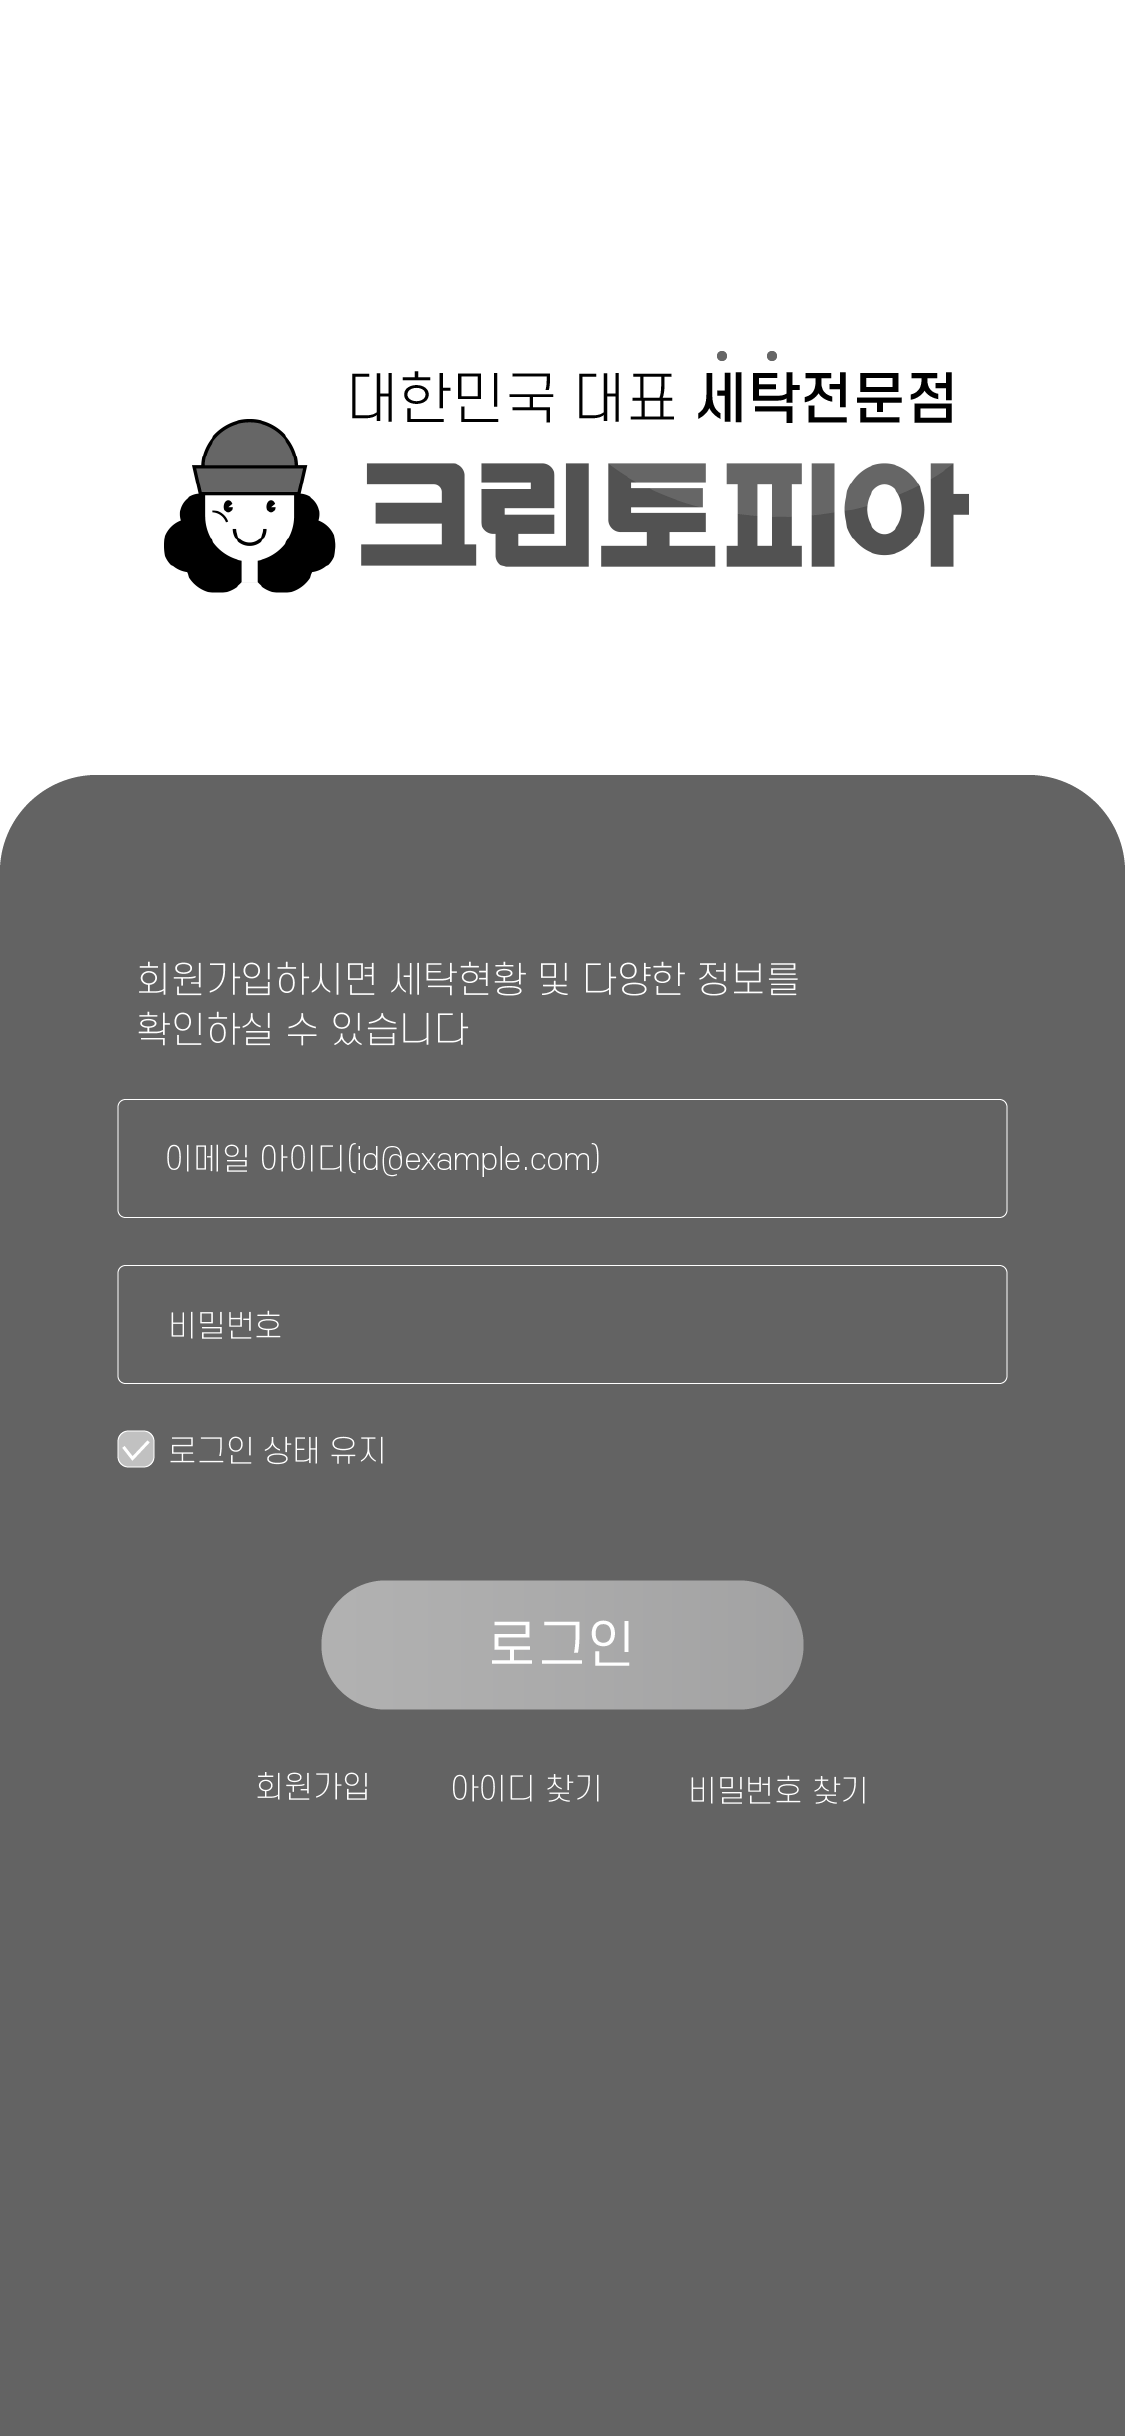 대한민국 대표 세탁전문점
크린토피아
회원가입하시면 세탁현황 및 다양한 정보를
확인하실 수 있습니다
이메일 아이디(id@example.com)
비밀번호
로그인 상태 유지
로그인
회원가입 아이디 찾기 비밀번호 찾기